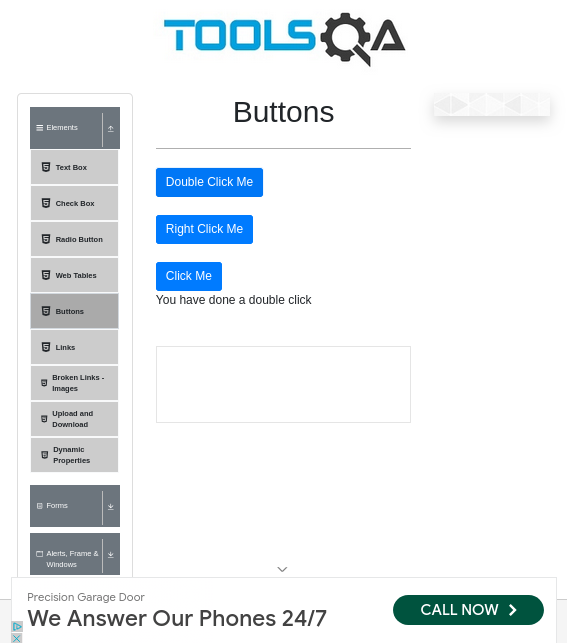 TOOLSQA
Buttons
Elements
Text Box
Check Box
Radio Button
Web Tables
Buttons
Links
Broken Links -
Images
Upload and
Download
Dynamic
Properties
Forms
Alerts, Frame &
Windows
Double Click Me
Right Click Me
Click Me
You have done a double click
Precision Garage Door
We Answer Our Phones 24/7
CALL NOW